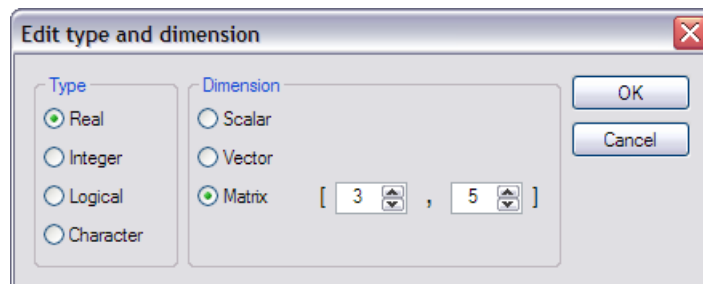 Edit type and dimension
Type
Real
Integer
Logical
Character
Dimension
Scalar
Vector
Matrix [ 3 , 5 ]
OK
Cancel